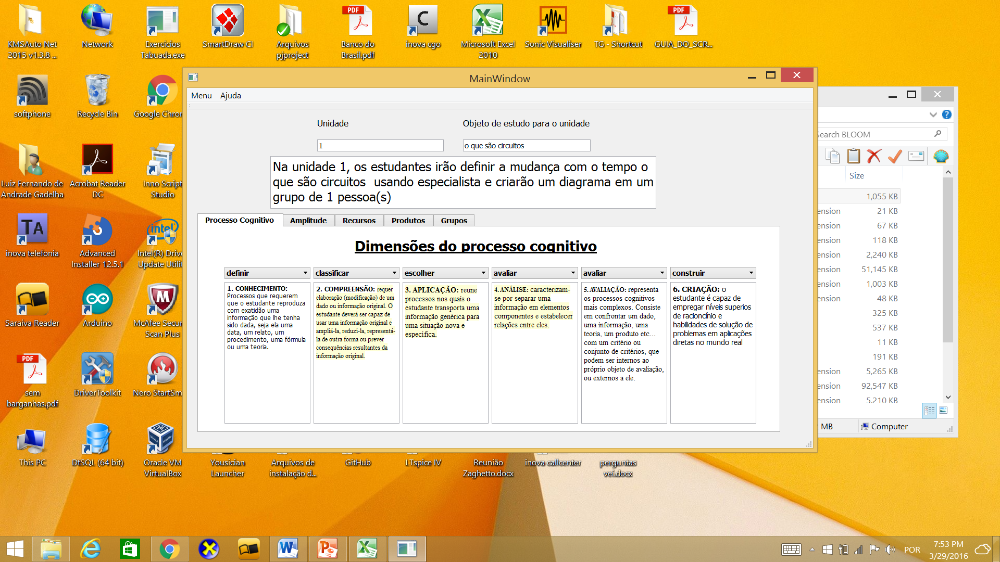 KMSAuto Net
2015 v1.3.8 ...
Network
Exercicios
Tabuada.exe
SmartDraw CI
Arquivos
pjproject
PDF
Banco do
Brasil.pdf
C
inova cgo
Microsoft Excel
2010
Sonic Visualiser
TG - Shortcut
PDF
GUIA_DO_SCR...
softphone
Recycle Bin
Google Chror
Luiz Fernando de
Andrade Gadelha
Acrobat Reader
DC
Inno Script
Studio
TA
inova telefonia
Advanced
Installer 12.5.1
intel
Intel(R) Drive
Update Utilit
Saraiva Reader
Arduino
McAfee Secur
Scan Plus
PDF
sem
barganhas.pdf
DriverToolkit
Nero StartSm
This PC
DtSQL (64 bit)
Oracle VM
VirtualBox
Yousician
Launcher
Arquivos de
instalação d...
GitHub
LTspice IV
Reunião
Zaghetto.docx
inova callcenter
perguntas
vei.docx
MainWindow
Menu Ajuda
Unidade
Objeto de estudo para o unidade
1
o que são circuitos
Na unidade 1, os estudantes irão definir a mudança com o tempo o
que são circuitos  usando especialista e criarão um diagrama em um
grupo de 1 pessoa(s)
Processo Cognitivo Amplitude Recursos Produtos Grupos
Dimensões do processo cognitivo
definir
classificar
escolher
avaliar
avaliar
construir
1. CONHECIMENTO:
Processos que requerem
que o estudante reproduza
com exatidão uma
informação que lhe tenha
sido dada, seja ela uma
data, um relato, um
procedimento, uma fórmula
ou uma teoria.
2. COMPREENSÃO: requer
elaboração (modificação) de um
dado ou informação original. O
estudante deverá ser capaz de
usar uma informação original e
ampliá-la, reduzi-la, representá-
la de outra forma ou prever
consequências resultantes da
informação original.
3. APLICAÇÃO: reune
processos nos quais o
estudante transporta uma
informação genérica para
uma situação nova e
específica.
4. ANÁLISE: caracterizam-
se por separar uma
informação em elementos
componentes e estabelecer
relações entre eles.
5. AVALIAÇÃO: representa
os processos cognitivos
mais complexos. Consiste
em confrontar um dado,
uma informação, uma
teoria, um produto etc...
com um critério ou
conjunto de critérios, que
podem ser internos ao
próprio objeto de avaliação,
ou externos a ele.
6. CRIAÇÃO: o
estudante é capaz de
empregar níveis superios
de racioncínio e
habilidades de solução de
problemas em aplicações
diretas no mundo real
Search BLOOM
Size
1,055 KB
ension 21 KB
ension 67 KB
ension 118 KB
ension 2,240 KB
ension 51,145 KB
ension 1,003 KB
ension 48 KB
325 KB
537 KB
11 KB
191 KB
ension 5,265 KB
ension 92,547 KB
ension 5,210 KB
MB
Computer
POR
7:53 PM
3/29/2016